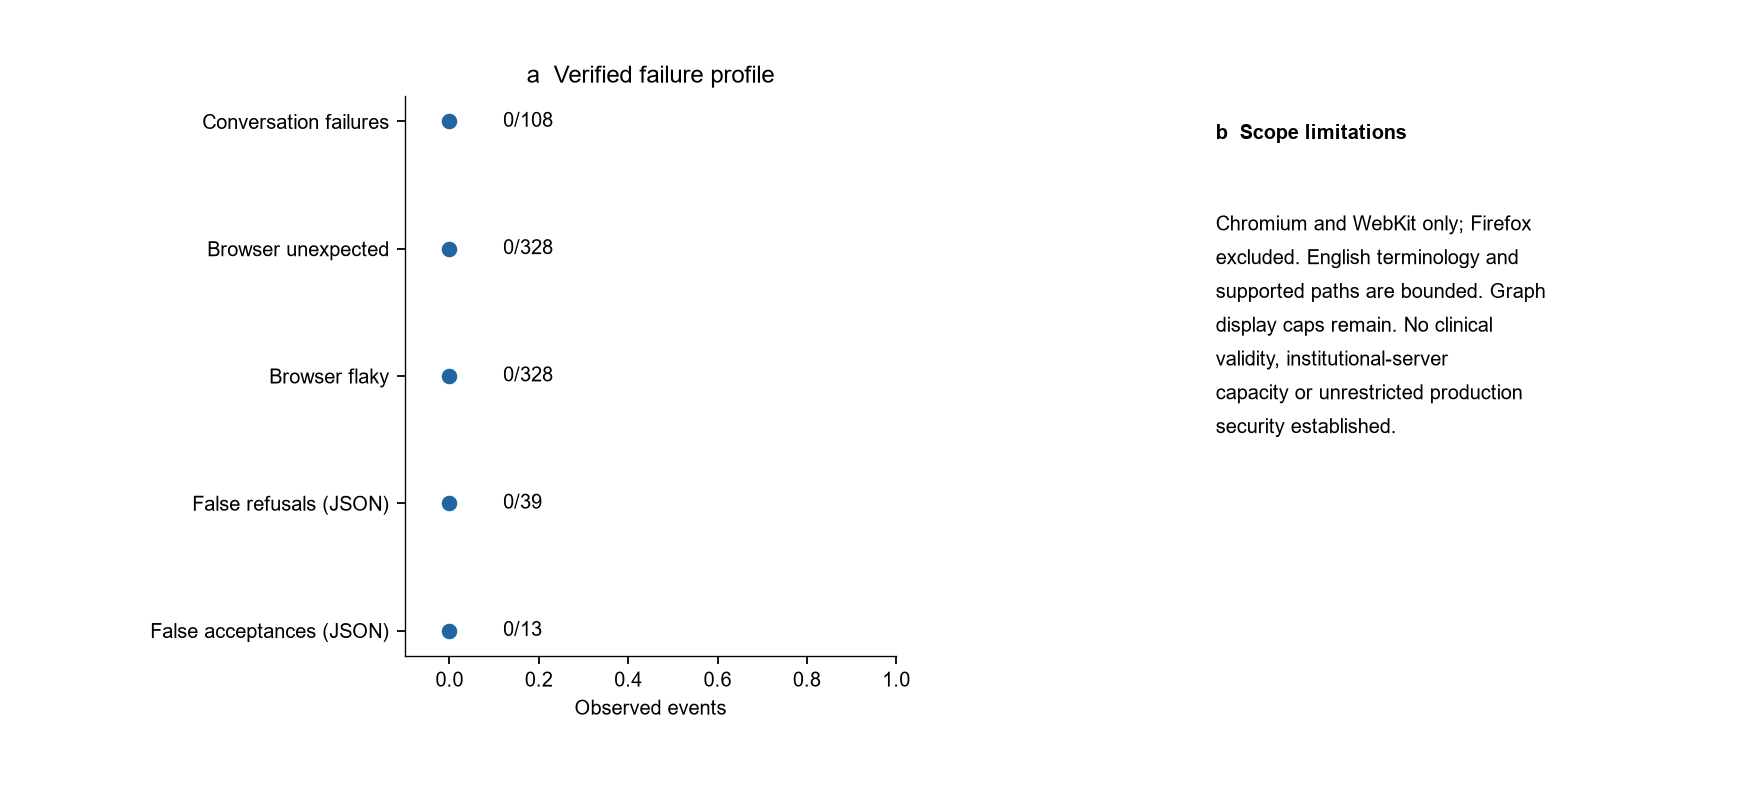 a  Verified failure profile
Conversation failures
0/108
Browser unexpected
0/328
Browser flaky
0/328
False refusals (JSON)
0/39
False acceptances (JSON)
0/13
0.0 0.2 0.4 0.6 0.8 1.0
Observed events
b  Scope limitations
Chromium and WebKit only; Firefox
excluded. English terminology and
supported paths are bounded. Graph
display caps remain. No clinical
validity, institutional-server
capacity or unrestricted production
security established.